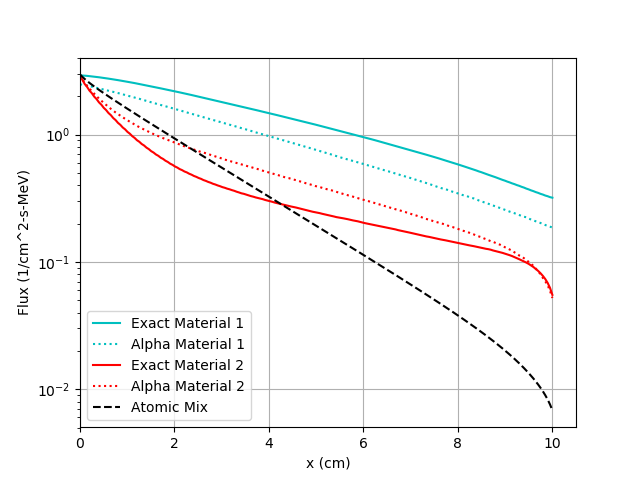 Flux (1/cm^2-s-MeV)
10^0
10^−1
10^−2
Exact Material 1
Alpha Material 1
Exact Material 2
Alpha Material 2
Atomic Mix
0 2 4 6 8 10
x (cm)